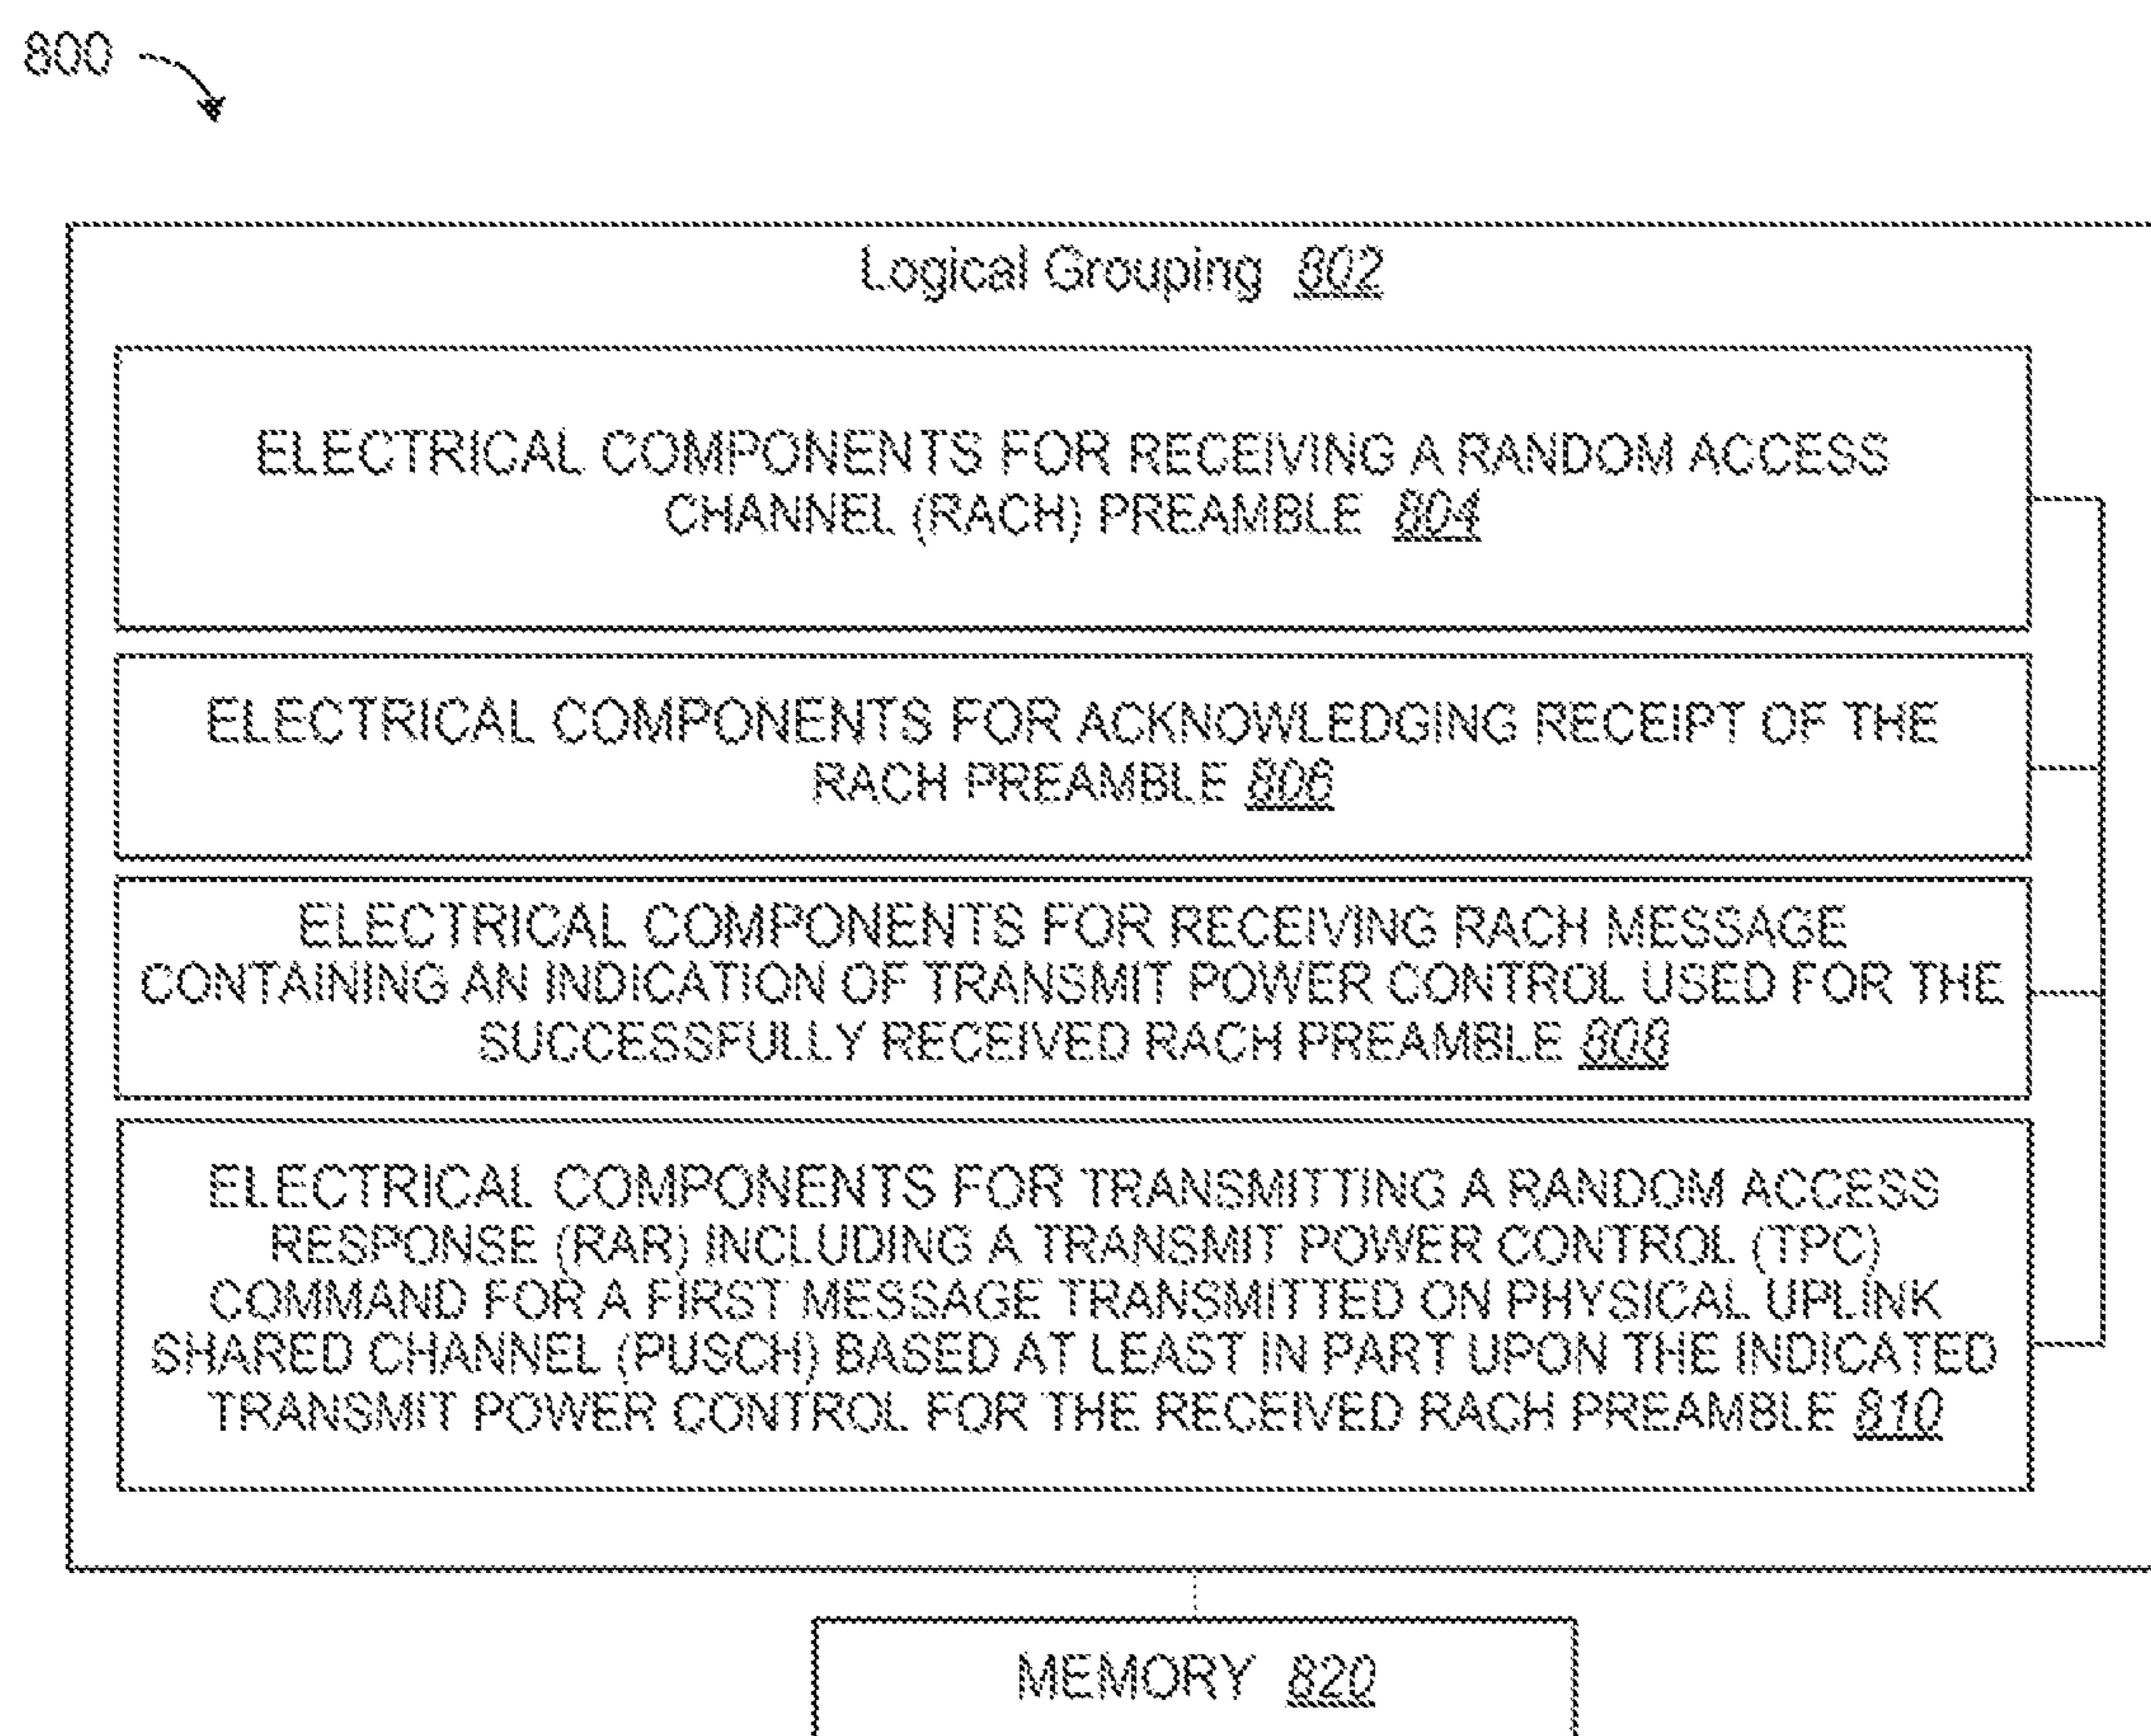 800
Logical Grouping 802
ELECTRICAL COMPONENTS FOR RECEIVING A RANDOM ACCESS
CHANNEL (RACH) PREAMBLE 804
ELECTRICAL COMPONENTS FOR ACKNOWLEDGING RECEIPT OF THE
RACH PREAMBLE 806
ELECTRICAL COMPONENTS FOR RECEIVING RACH MESSAGE
CONTAINING AN INDICATION OF TRANSMIT POWER CONTROL USED FOR THE
SUCCESSFULLY RECEIVED RACH PREAMBLE 808
ELECTRICAL COMPONENTS FOR TRANSMITTING A RANDOM ACCESS
RESPONSE (RAR) INCLUDING A TRANSMIT POWER CONTROL (TPC)
COMMAND FOR A FIRST MESSAGE TRANSMITTED ON PHYSICAL UPLINK
SHARED CHANNEL (PUSCH) BASED AT LEAST IN PART UPON THE INDICATED
TRANSMIT POWER CONTROL FOR THE RECEIVED RACH PREAMBLE 810
MEMORY 820